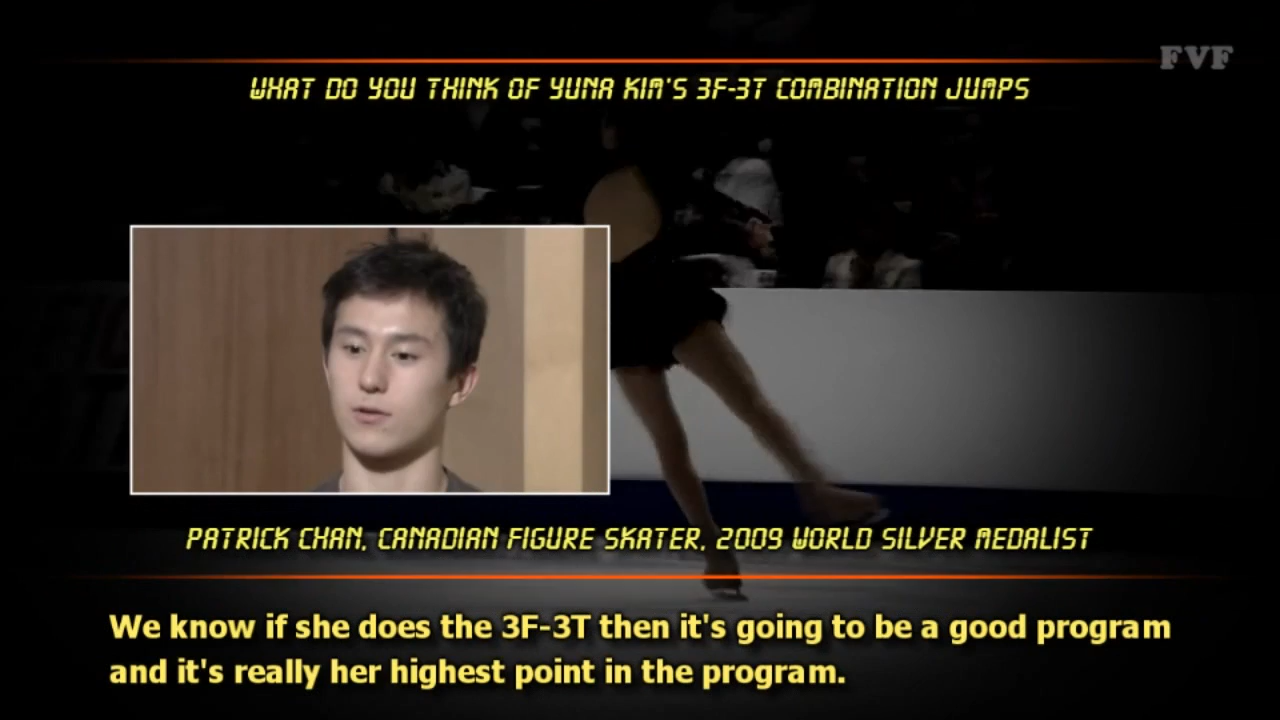 FVF
WHAT DO YOU THINK OF YUNA KIM'S 3F-3T COMBINATION JUMPS
PATRICK CHAN, CANADIAN FIGURE SKATER, 2009 WORLD SILVER MEDALIST
We know if she does the 3F-3T then it's going to be a good program
and it's really her highest point in the program.